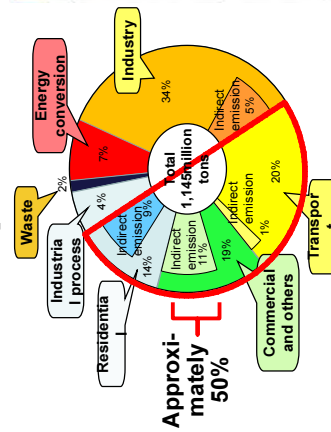 Energy
conversion
Industry
Waste
2%
7%
34%
4%
Industria
l process
Indirect
emission
5%
Total
1,145million
tons
Indirect
emission
9%
14%
Residentia
l
Indirect
emission
11%
19%
Indirect
emission
1%
20%
Transpor
Commercial
and others
Approxi-
mately
50%